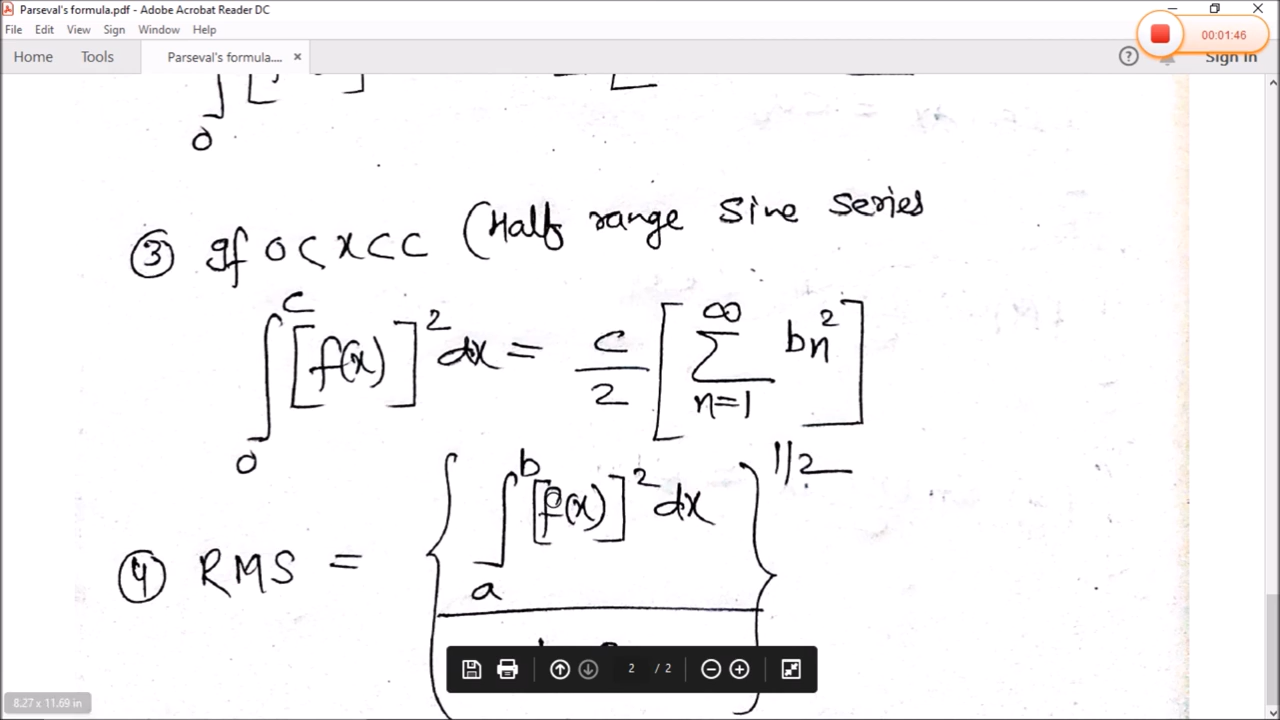 Parseval's formula.pdf - Adobe Acrobat Reader DC
File Edit View Sign Window Help
00:01:46
Home Tools Parseval's formula.... × ? Sign In
0
③ If 0<x<c (Half range Sine series
∫₀ᶜ [f(x)]² dx = c/2 [∑ₙ₌₁^∞ bn²]
④ RMS = { ∫ₐᵇ [f(x)]² dx / }^1/2
2 / 2
8.27 x 11.69 in